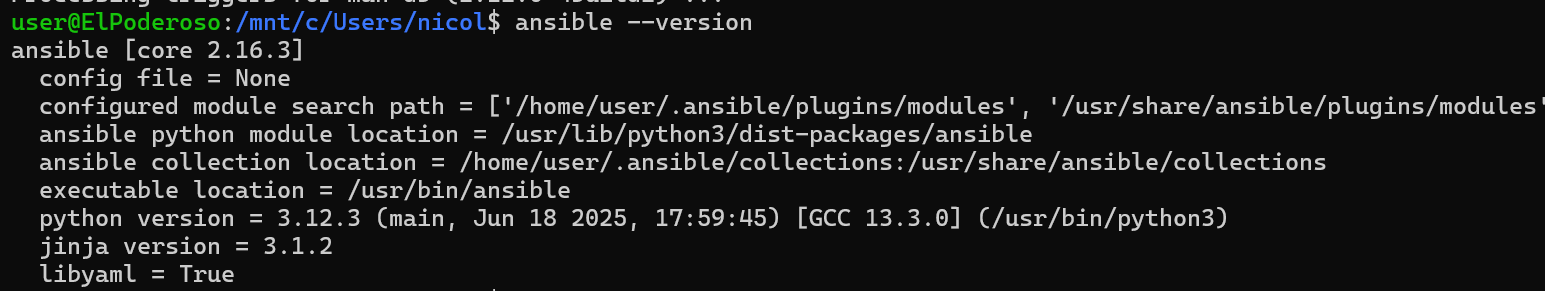 user@ElPoderoso:/mnt/c/Users/nicol$ ansible --version
ansible [core 2.16.3]
  config file = None
  configured module search path = ['/home/user/.ansible/plugins/modules', '/usr/share/ansible/plugins/modules'
  ansible python module location = /usr/lib/python3/dist-packages/ansible
  ansible collection location = /home/user/.ansible/collections:/usr/share/ansible/collections
  executable location = /usr/bin/ansible
  python version = 3.12.3 (main, Jun 18 2025, 17:59:45) [GCC 13.3.0] (/usr/bin/python3)
  jinja version = 3.1.2
  libyaml = True